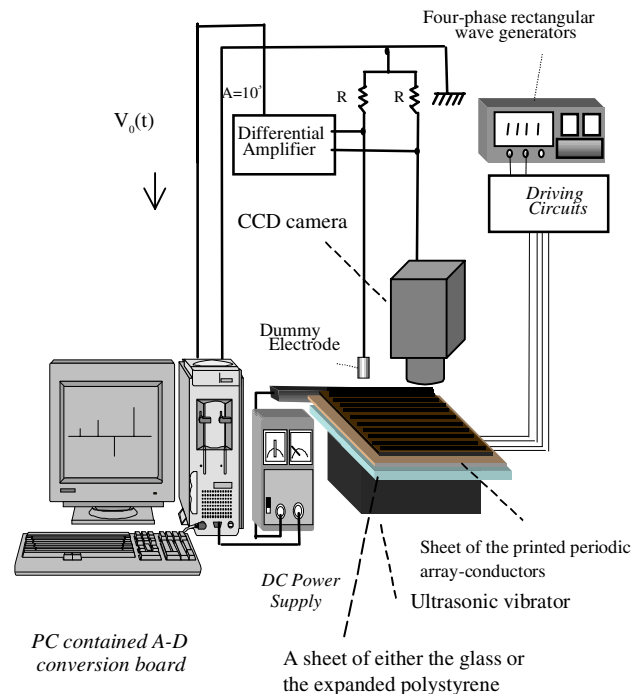 Four-phase rectangular
wave generators
A=10
R
R
V₀(t)
Differential
Amplifier
Driving
Circuits
CCD camera
Dummy
Electrode
Sheet of the printed periodic
array-conductors
DC Power
Supply
Ultrasonic vibrator
PC contained A-D
conversion board
A sheet of either the glass or
the expanded polystyrene